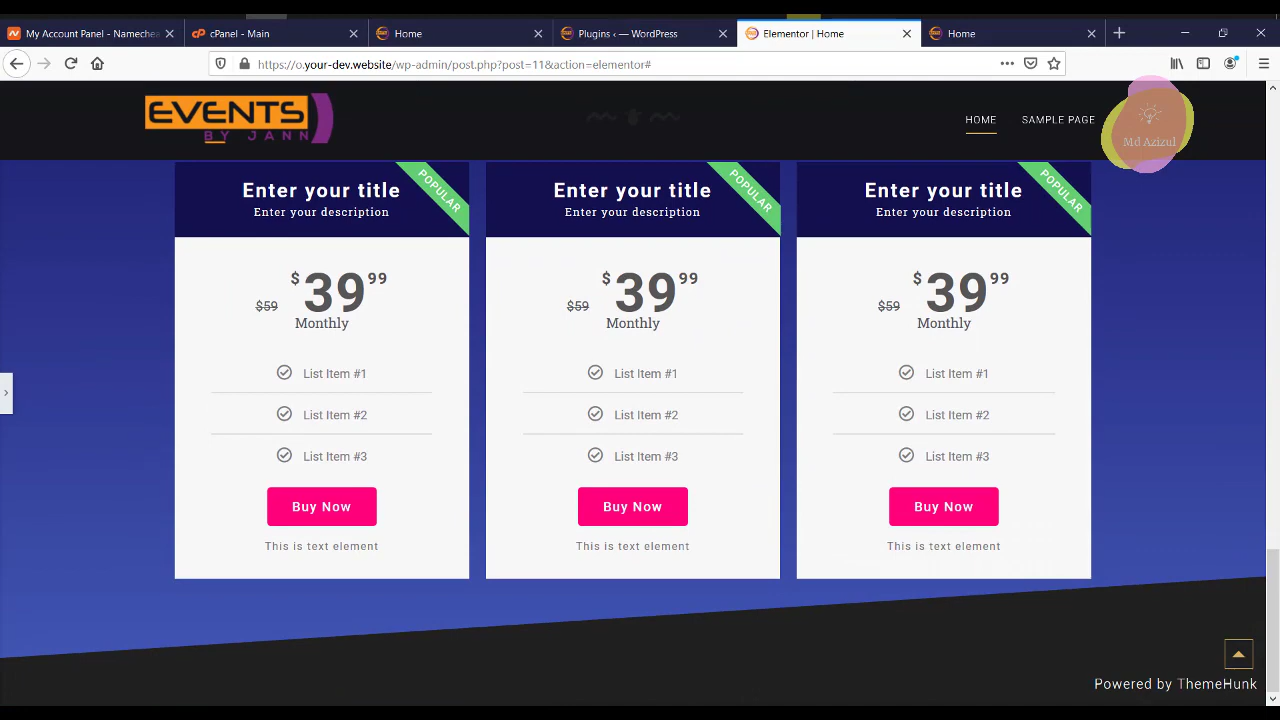 My Account Panel - Namechea
cPanel - Main
Home
Plugins ‹ — WordPress
Elementor | Home
Home
https://o.your-dev.website/wp-admin/post.php?post=11&action=elementor#
EVENTS
BY JANN
HOME
SAMPLE PAGE
Md Azizul
Enter your title
Enter your description
POPULAR
$59
$39 99
Monthly
List Item #1
List Item #2
List Item #3
Buy Now
This is text element
Enter your title
Enter your description
POPULAR
$59
$39 99
Monthly
List Item #1
List Item #2
List Item #3
Buy Now
This is text element
Enter your title
Enter your description
POPULAR
$59
$39 99
Monthly
List Item #1
List Item #2
List Item #3
Buy Now
This is text element
Powered by ThemeHunk